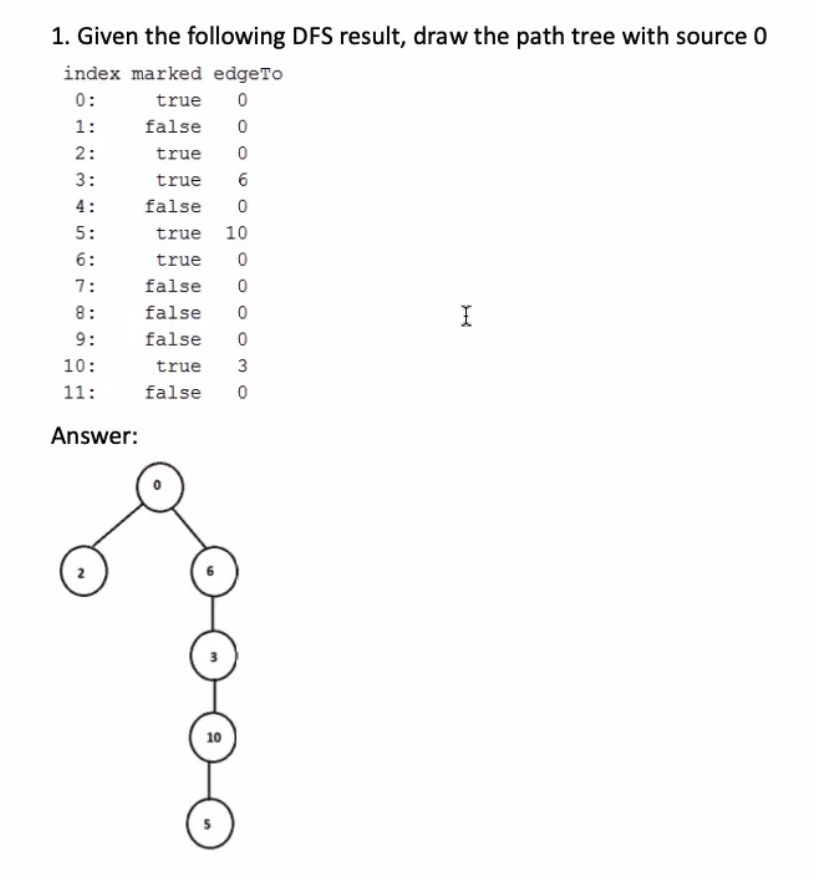 1. Given the following DFS result, draw the path tree with source 0
index marked edgeTo
0: true 0
1: false 0
2: true 0
3: true 6
4: false 0
5: true 10
6: true 0
7: false 0
8: false 0
9: false 0
10: true 3
11: false 0
Answer:
0
2 6
3
10
5